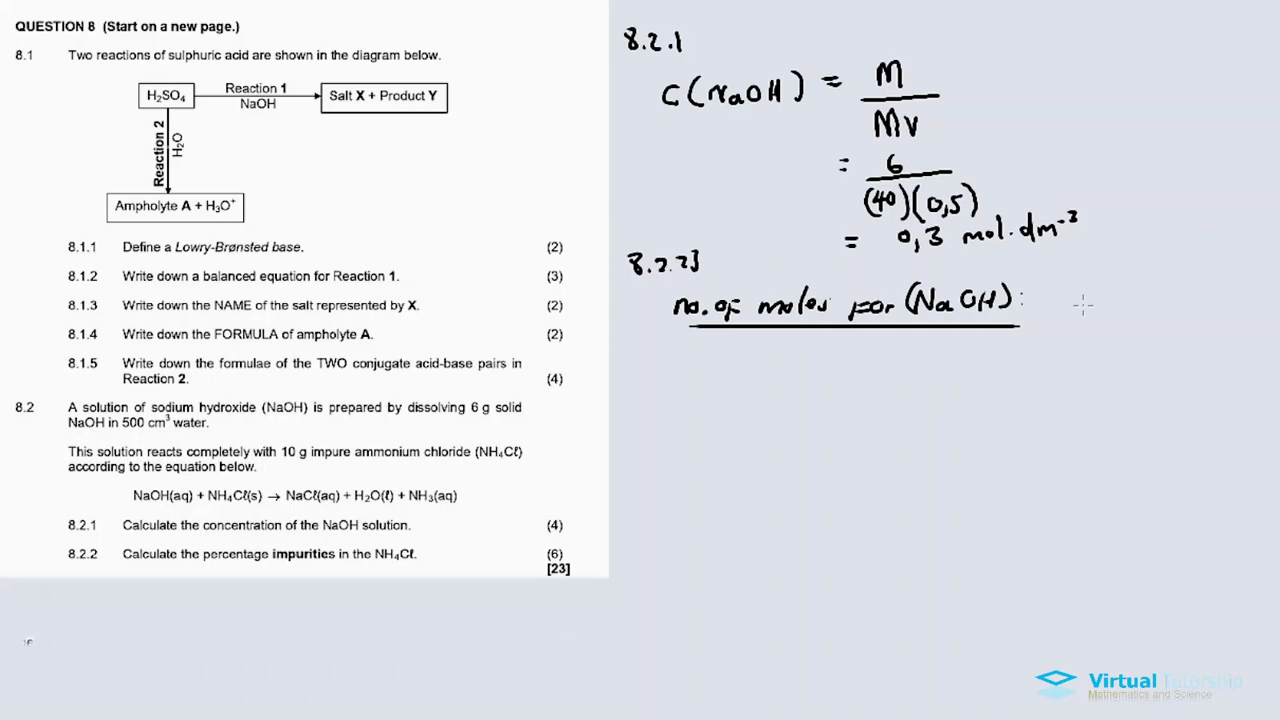 QUESTION 8 (Start on a new page.)
8.1 Two reactions of sulphuric acid are shown in the diagram below.
H₂SO₄
Reaction 1
NaOH
Salt X + Product Y
Reaction 2
H₂O
Ampholyte A + H₃O⁺
8.1.1 Define a Lowry-Brønsted base. (2)
8.1.2 Write down a balanced equation for Reaction 1. (3)
8.1.3 Write down the NAME of the salt represented by X. (2)
8.1.4 Write down the FORMULA of ampholyte A. (2)
8.1.5 Write down the formulae of the TWO conjugate acid-base pairs in
Reaction 2. (4)
8.2 A solution of sodium hydroxide (NaOH) is prepared by dissolving 6 g solid
NaOH in 500 cm³ water.
This solution reacts completely with 10 g impure ammonium chloride (NH₄Cℓ)
according to the equation below.
NaOH(aq) + NH₄Cℓ(s) → NaCℓ(aq) + H₂O(ℓ) + NH₃(aq)
8.2.1 Calculate the concentration of the NaOH solution. (4)
8.2.2 Calculate the percentage impurities in the NH₄Cℓ. (6)
[23]
8.2.1
C(NaOH) = M
MV
= 6
(40)(0,5)
= 0,3 mol.dm⁻³
8.2.2]
no. of moles for (NaOH):
Virtual Tutorship
Mathematics and Science